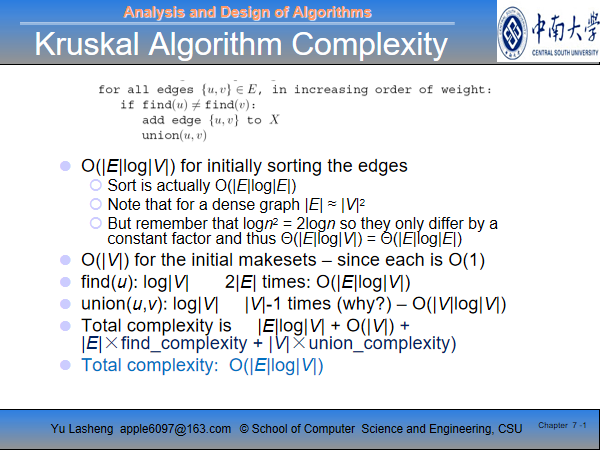 Analysis and Design of Algorithms
Kruskal Algorithm Complexity
中南大学
CENTRAL SOUTH UNIVERSITY
for all edges {u, v} ∈ E, in increasing order of weight:
if find(u) ≠ find(v):
add edge {u, v} to X
union(u, v)
O(|E|log|V|) for initially sorting the edges
Sort is actually O(|E|log|E|)
Note that for a dense graph |E| ≈ |V|²
But remember that logn² = 2logn so they only differ by a
constant factor and thus Θ(|E|log|V|) = Θ(|E|log|E|)
O(|V|) for the initial makesets – since each is O(1)
find(u): log|V| 2|E| times: O(|E|log|V|)
union(u,v): log|V| |V|-1 times (why?) – O(|V|log|V|)
Total complexity is |E|log|V| + O(|V|) +
|E|×find_complexity + |V|×union_complexity)
Total complexity: O(|E|log|V|)
Yu Lasheng apple6097@163.com © School of Computer Science and Engineering, CSU
Chapter 7 -1